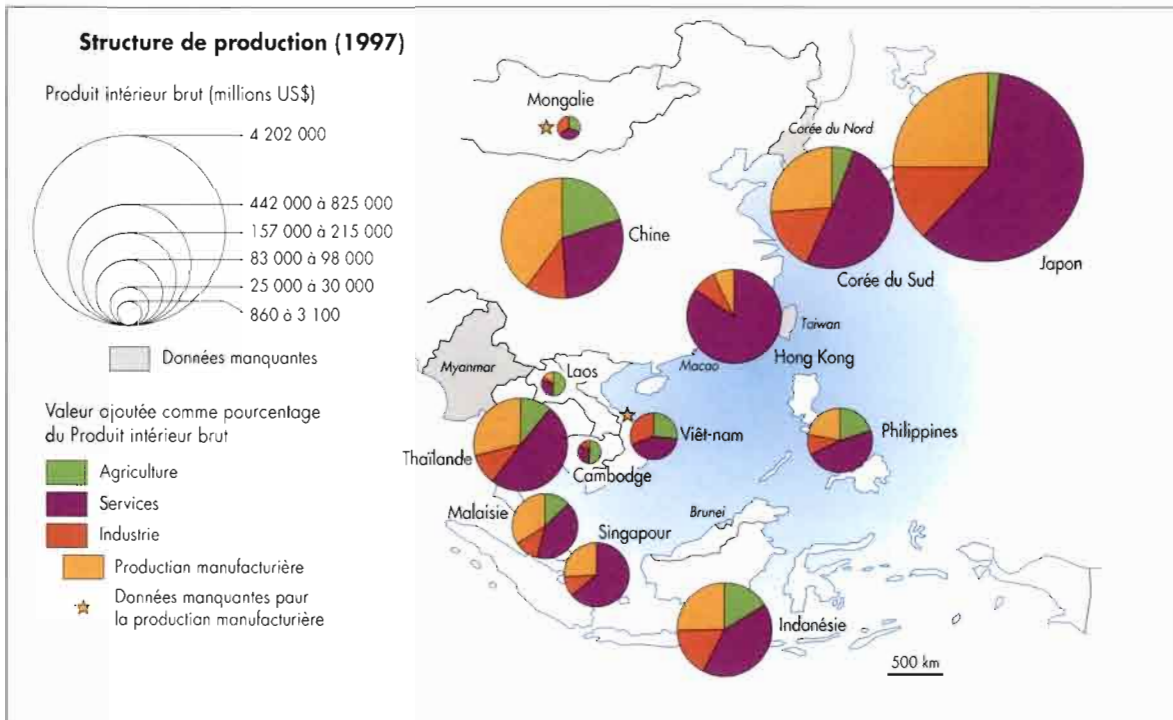 Structure de production (1997)
Produit intérieur brut (millions US$)
4 202 000
442 000 à 825 000
157 000 à 215 000
83 000 à 98 000
25 000 à 30 000
860 à 3 100
Données manquantes
Valeur ajoutée comme pourcentage
du Produit intérieur brut
Agriculture
Services
Industrie
Production manufacturière
Données manquantes pour
la production manufacturière
Mongolie
Corée du Nord
Chine
Corée du Sud
Japon
Taiwan
Hong Kong
Macao
Myanmar
Laos
Viêt-nam
Philippines
Thaïlande
Cambodge
Malaisie
Brunei
Singapour
Indonésie
500 km